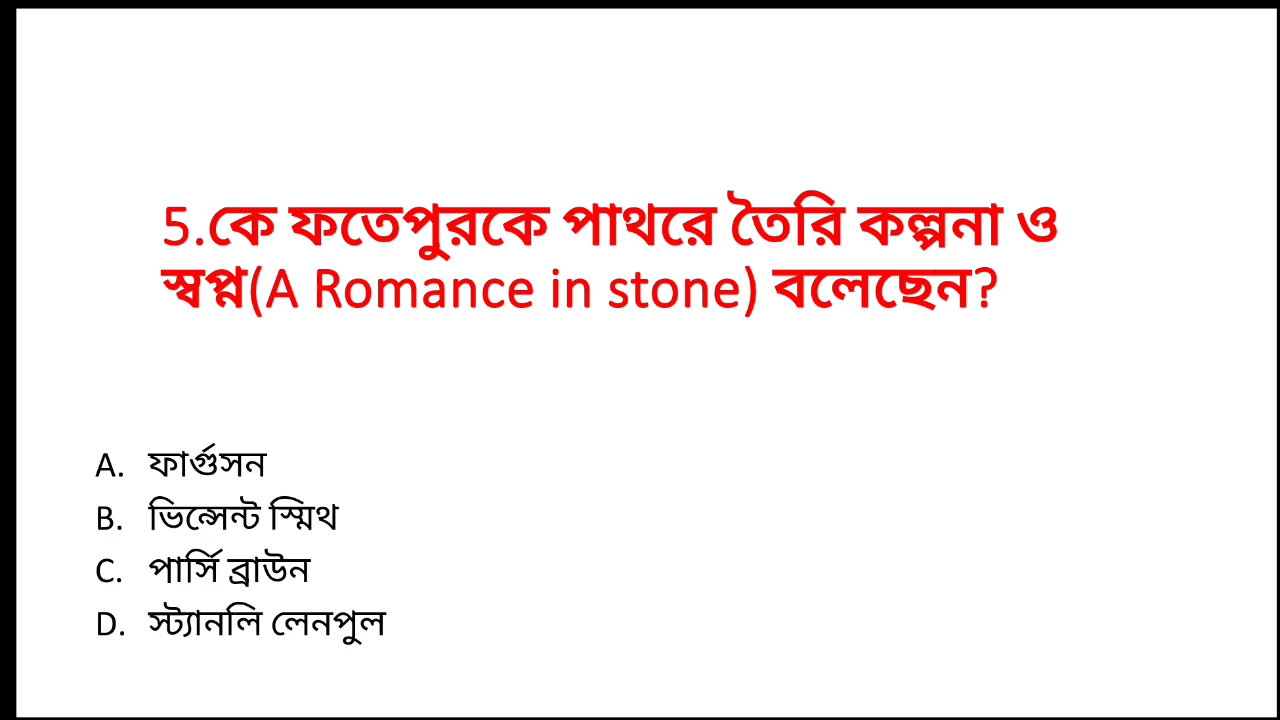 5.কে ফতেপুরকে পাথরে তৈরি কল্পনা ও
স্বপ্ন(A Romance in stone) বলেছেন?
A. ফার্গুসন
B. ভিন্সেন্ট স্মিথ
C. পার্সি ব্রাউন
D. স্ট্যানলি লেনপুল